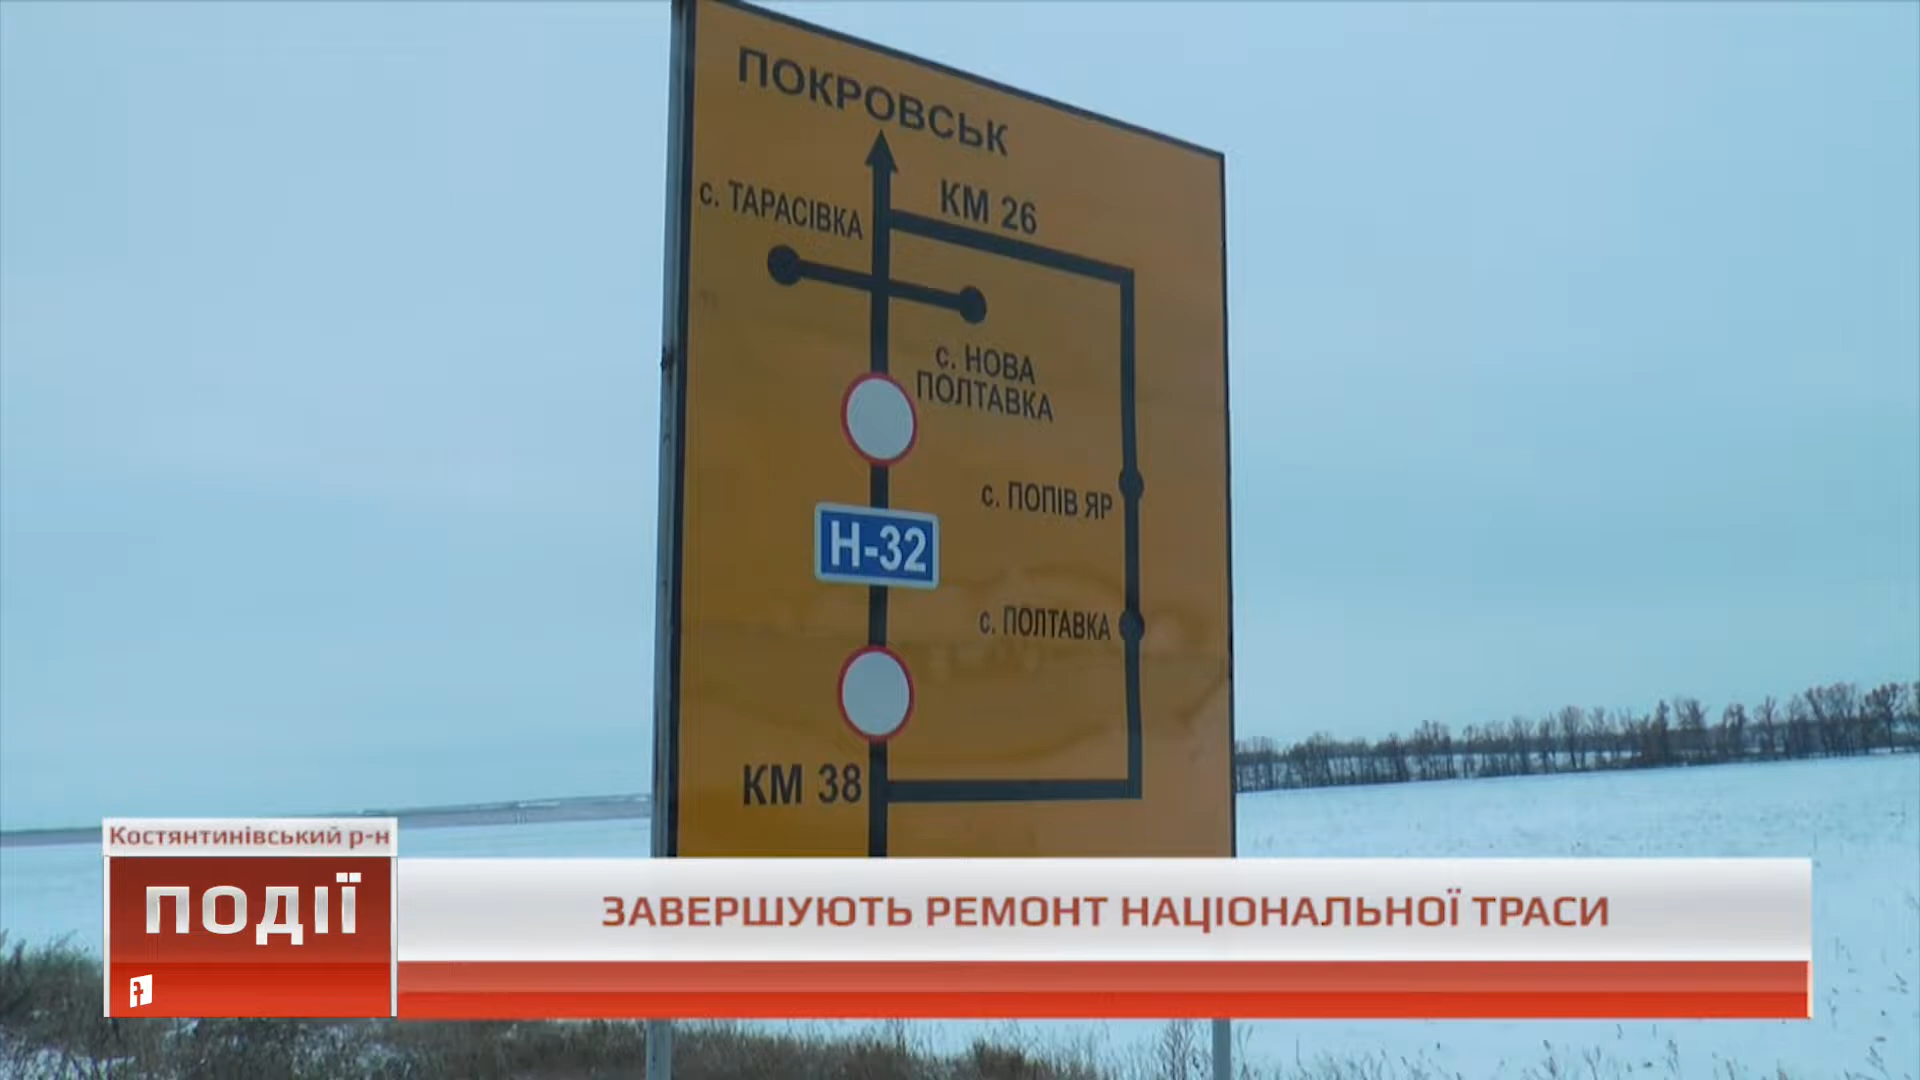 ПОКРОВСЬК
с. ТАРАСІВКА
КМ 26
с. НОВА
ПОЛТАВКА
с. ПОПІВ ЯР
Н-32
с. ПОЛТАВКА
КМ 38
Костянтинівський р-н
ПОДІЇ
ЗАВЕРШУЮТЬ РЕМОНТ НАЦІОНАЛЬНОЇ ТРАСИ